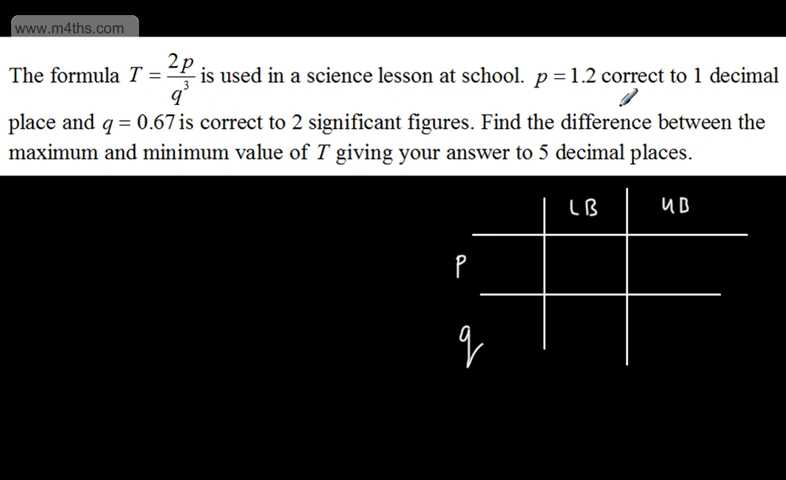 www.m4ths.com
The formula T = 2p/q³ is used in a science lesson at school. p = 1.2 correct to 1 decimal
place and q = 0.67 is correct to 2 significant figures. Find the difference between the
maximum and minimum value of T giving your answer to 5 decimal places.
LB UB
P
q